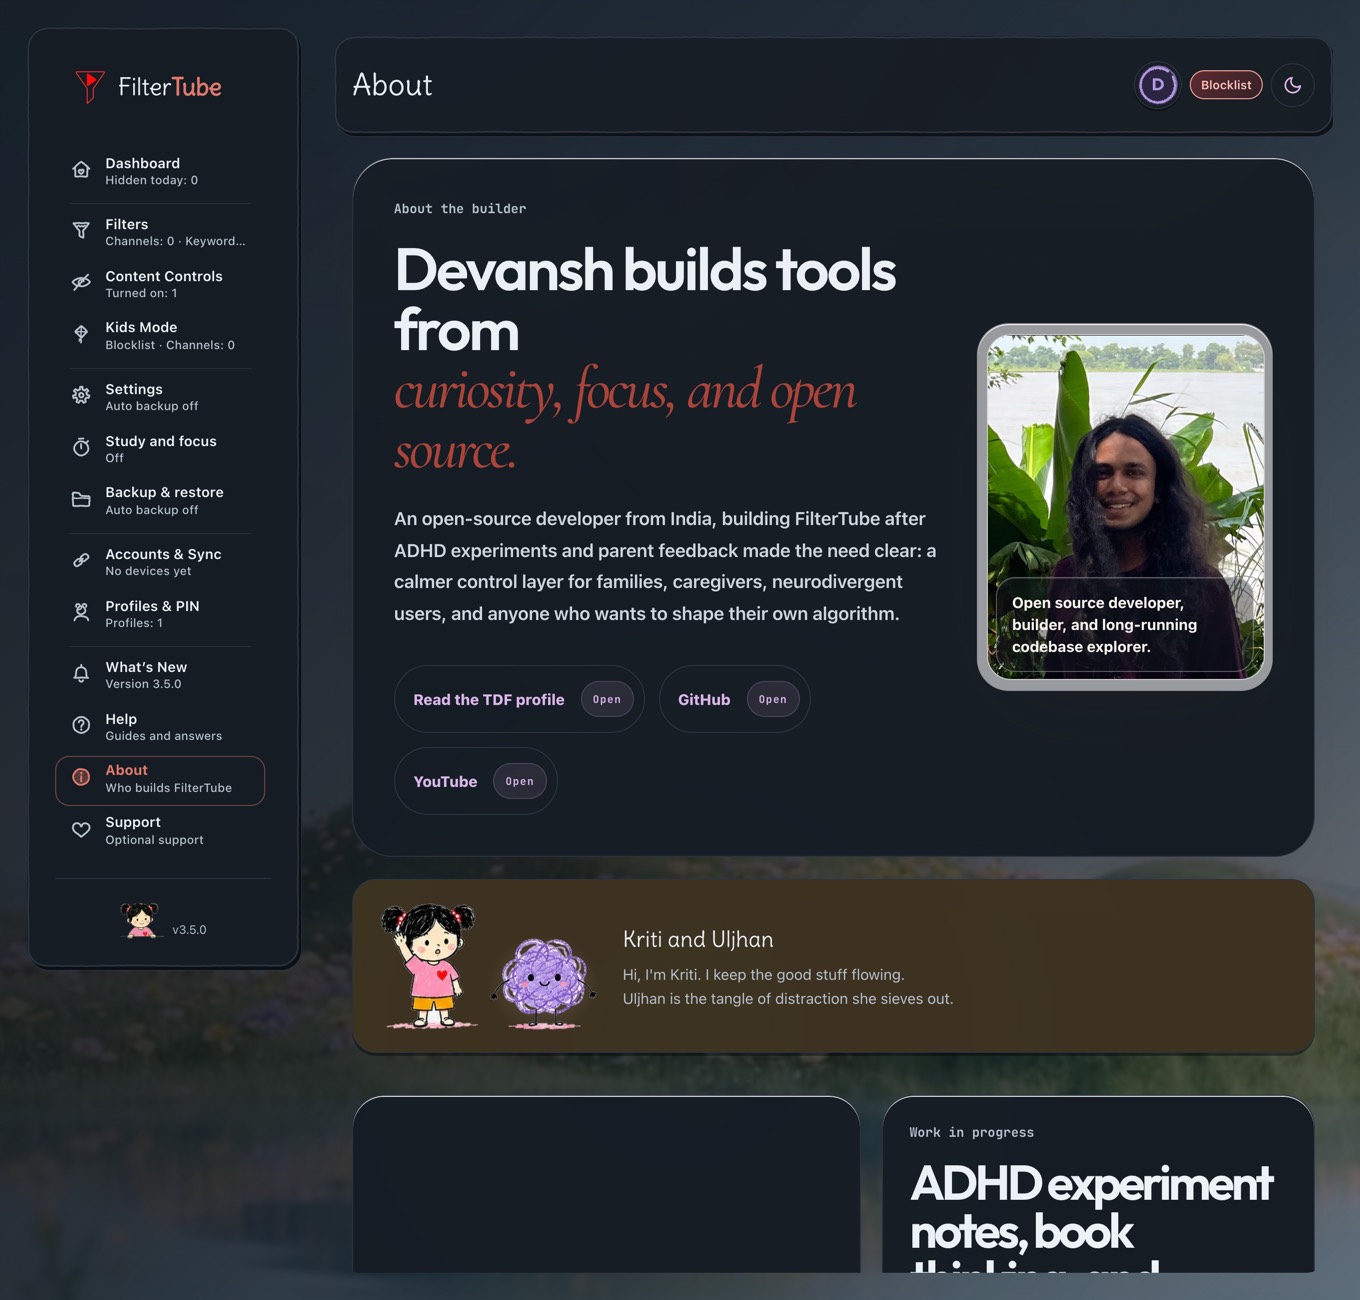 FilterTube
Dashboard
Hidden today: 0
Filters
Channels: 0 · Keyword...
Content Controls
Turned on: 1
Kids Mode
Blocklist · Channels: 0
Settings
Auto backup off
Study and focus
Off
Backup & restore
Auto backup off
Accounts & Sync
No devices yet
Profiles & PIN
Profiles: 1
What's New
Version 3.5.0
Help
Guides and answers
About
Who builds FilterTube
Support
Optional support
v3.5.0
About
D
Blocklist
About the builder
Devansh builds tools
from
curiosity, focus, and open
source.
An open-source developer from India, building FilterTube after
ADHD experiments and parent feedback made the need clear: a
calmer control layer for families, caregivers, neurodivergent
users, and anyone who wants to shape their own algorithm.
Read the TDF profile Open
GitHub Open
YouTube Open
Open source developer,
builder, and long-running
codebase explorer.
Kriti and Uljhan
Hi, I'm Kriti. I keep the good stuff flowing.
Uljhan is the tangle of distraction she sieves out.
Work in progress
ADHD experiment
notes, book
thinking, and